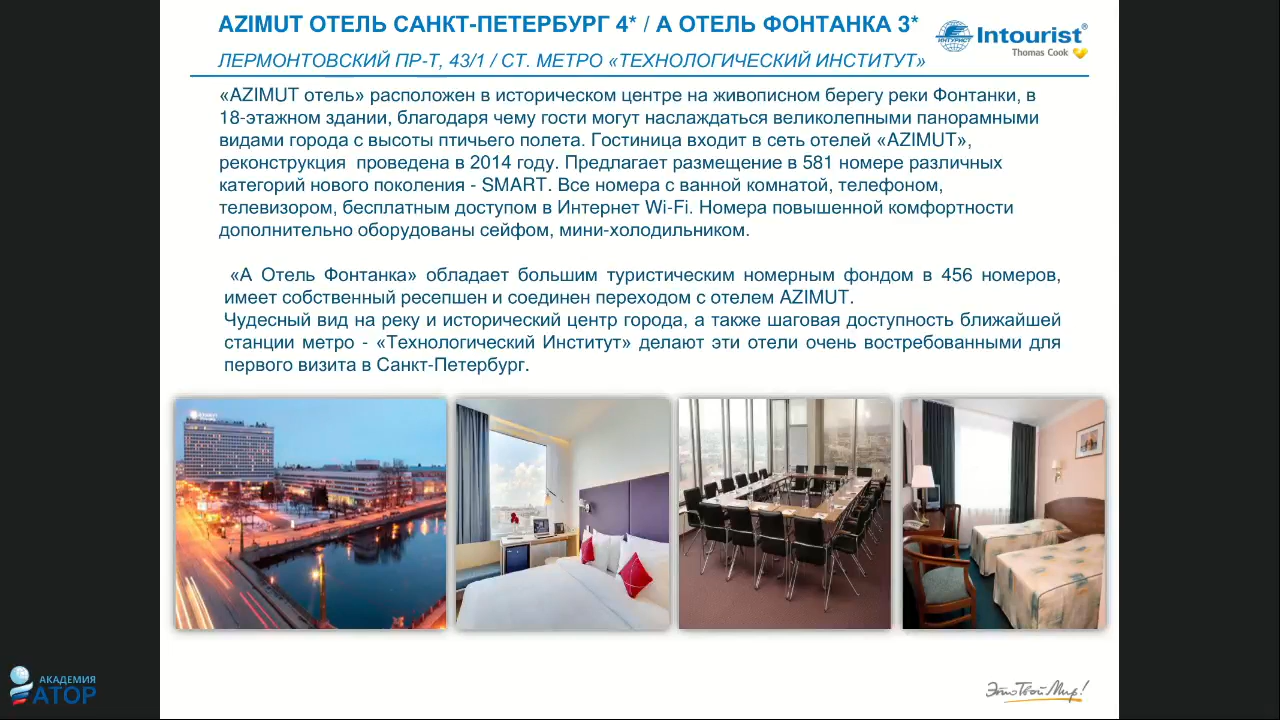 AZIMUT ОТЕЛЬ САНКТ-ПЕТЕРБУРГ 4* / А ОТЕЛЬ ФОНТАНКА 3*
ИНТУРИСТ
Intourist®
Thomas Cook
ЛЕРМОНТОВСКИЙ ПР-Т, 43/1 / СТ. МЕТРО «ТЕХНОЛОГИЧЕСКИЙ ИНСТИТУТ»
«AZIMUT отель» расположен в историческом центре на живописном берегу реки Фонтанки, в
18-этажном здании, благодаря чему гости могут наслаждаться великолепными панорамными
видами города с высоты птичьего полета. Гостиница входит в сеть отелей «AZIMUT»,
реконструкция  проведена в 2014 году. Предлагает размещение в 581 номере различных
категорий нового поколения - SMART. Все номера с ванной комнатой, телефоном,
телевизором, бесплатным доступом в Интернет Wi-Fi. Номера повышенной комфортности
дополнительно оборудованы сейфом, мини-холодильником.
«А Отель Фонтанка» обладает большим туристическим номерным фондом в 456 номеров,
имеет собственный ресепшен и соединен переходом с отелем AZIMUT.
Чудесный вид на реку и исторический центр города, а также шаговая доступность ближайшей
станции метро - «Технологический Институт» делают эти отели очень востребованными для
первого визита в Санкт-Петербург.
АКАДЕМИЯ
АТОР
Это Твой Мир!